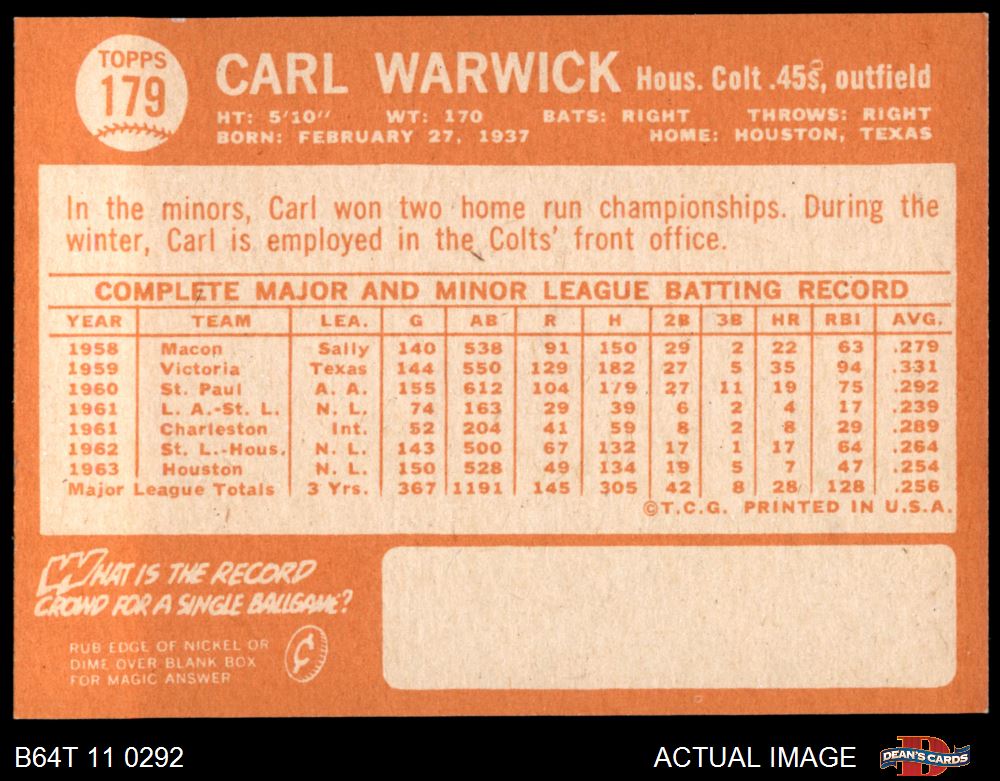 TOPPS
179
CARL WARWICK Hous. Colt .45s, outfield
HT: 5'10" WT: 170 BATS: RIGHT THROWS: RIGHT
BORN: FEBRUARY 27, 1937 HOME: HOUSTON, TEXAS
In the minors, Carl won two home run championships. During the
winter, Carl is employed in the Colts' front office.
COMPLETE MAJOR AND MINOR LEAGUE BATTING RECORD
YEAR TEAM LEA. G AB R H 2B 3B HR RBI AVG.
1958 Macon Sally 140 538 91 150 29 2 22 63 .279
1959 Victoria Texas 144 550 129 182 27 5 35 94 .331
1960 St. Paul A. A. 155 612 104 179 27 11 19 75 .292
1961 L. A.-St. L. N. L. 74 163 29 39 6 2 4 17 .239
1961 Charleston Int. 52 204 41 59 8 2 8 29 .289
1962 St. L.-Hous. N. L. 143 500 67 132 17 1 17 64 .264
1963 Houston N. L. 150 528 49 134 19 5 7 47 .254
Major League Totals 3 Yrs. 367 1191 145 305 42 8 28 128 .256
©T.C.G. PRINTED IN U.S.A.
WHAT IS THE RECORD
CROWD FOR A SINGLE BALLGAME?
RUB EDGE OF NICKEL OR
DIME OVER BLANK BOX
FOR MAGIC ANSWER
¢
B64T 11 0292 ACTUAL IMAGE DEAN'S CARDS